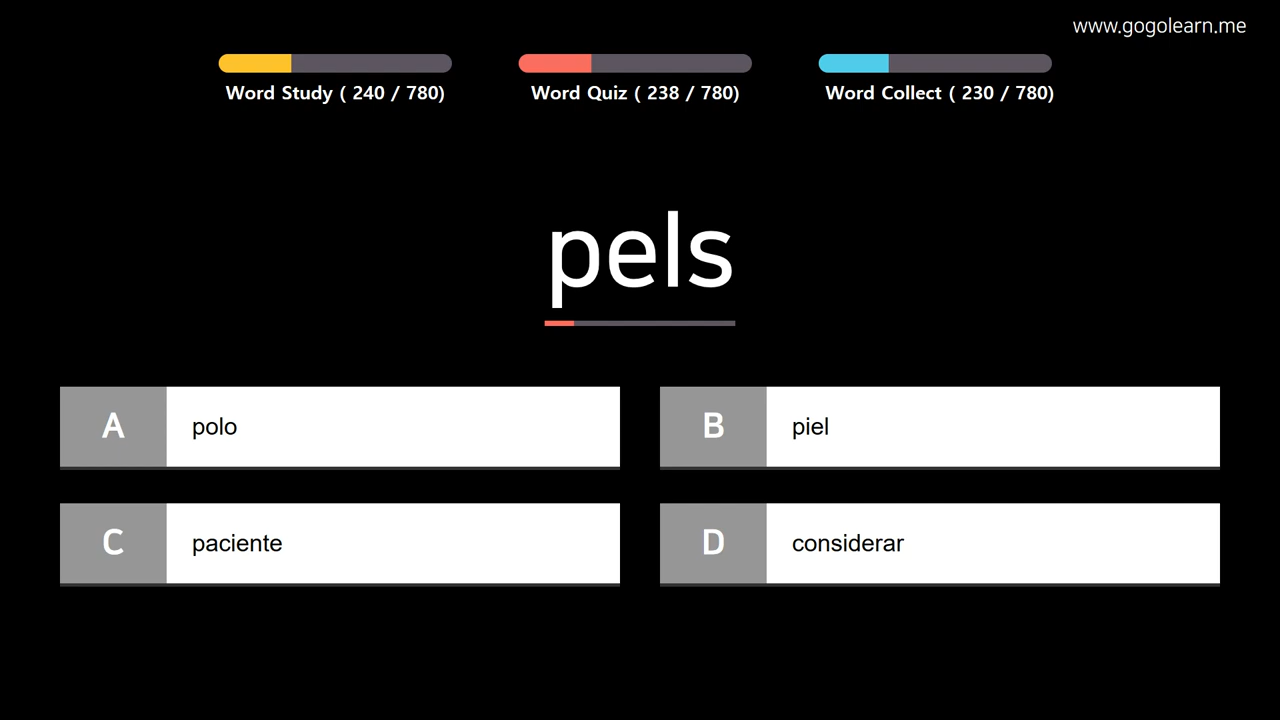 www.gogolearn.me
Word Study ( 240 / 780)
Word Quiz ( 238 / 780)
Word Collect ( 230 / 780)
pels
A polo
B piel
C paciente
D considerar